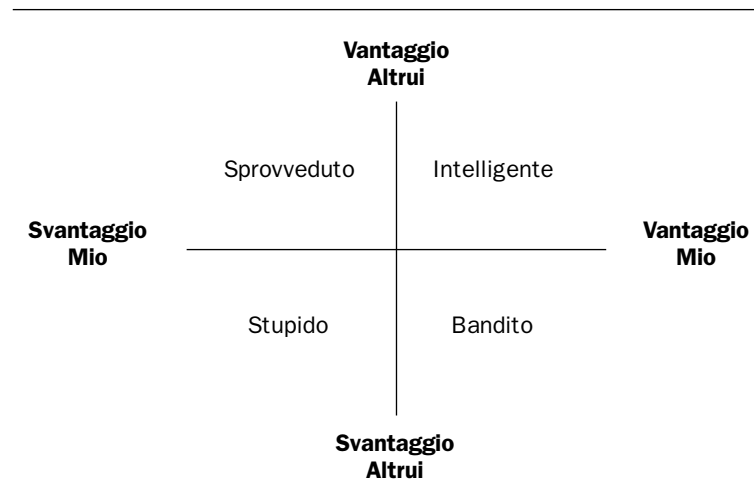 Vantaggio
Altrui
Sprovveduto
Intelligente
Svantaggio
Mio
Vantaggio
Mio
Stupido
Bandito
Svantaggio
Altrui